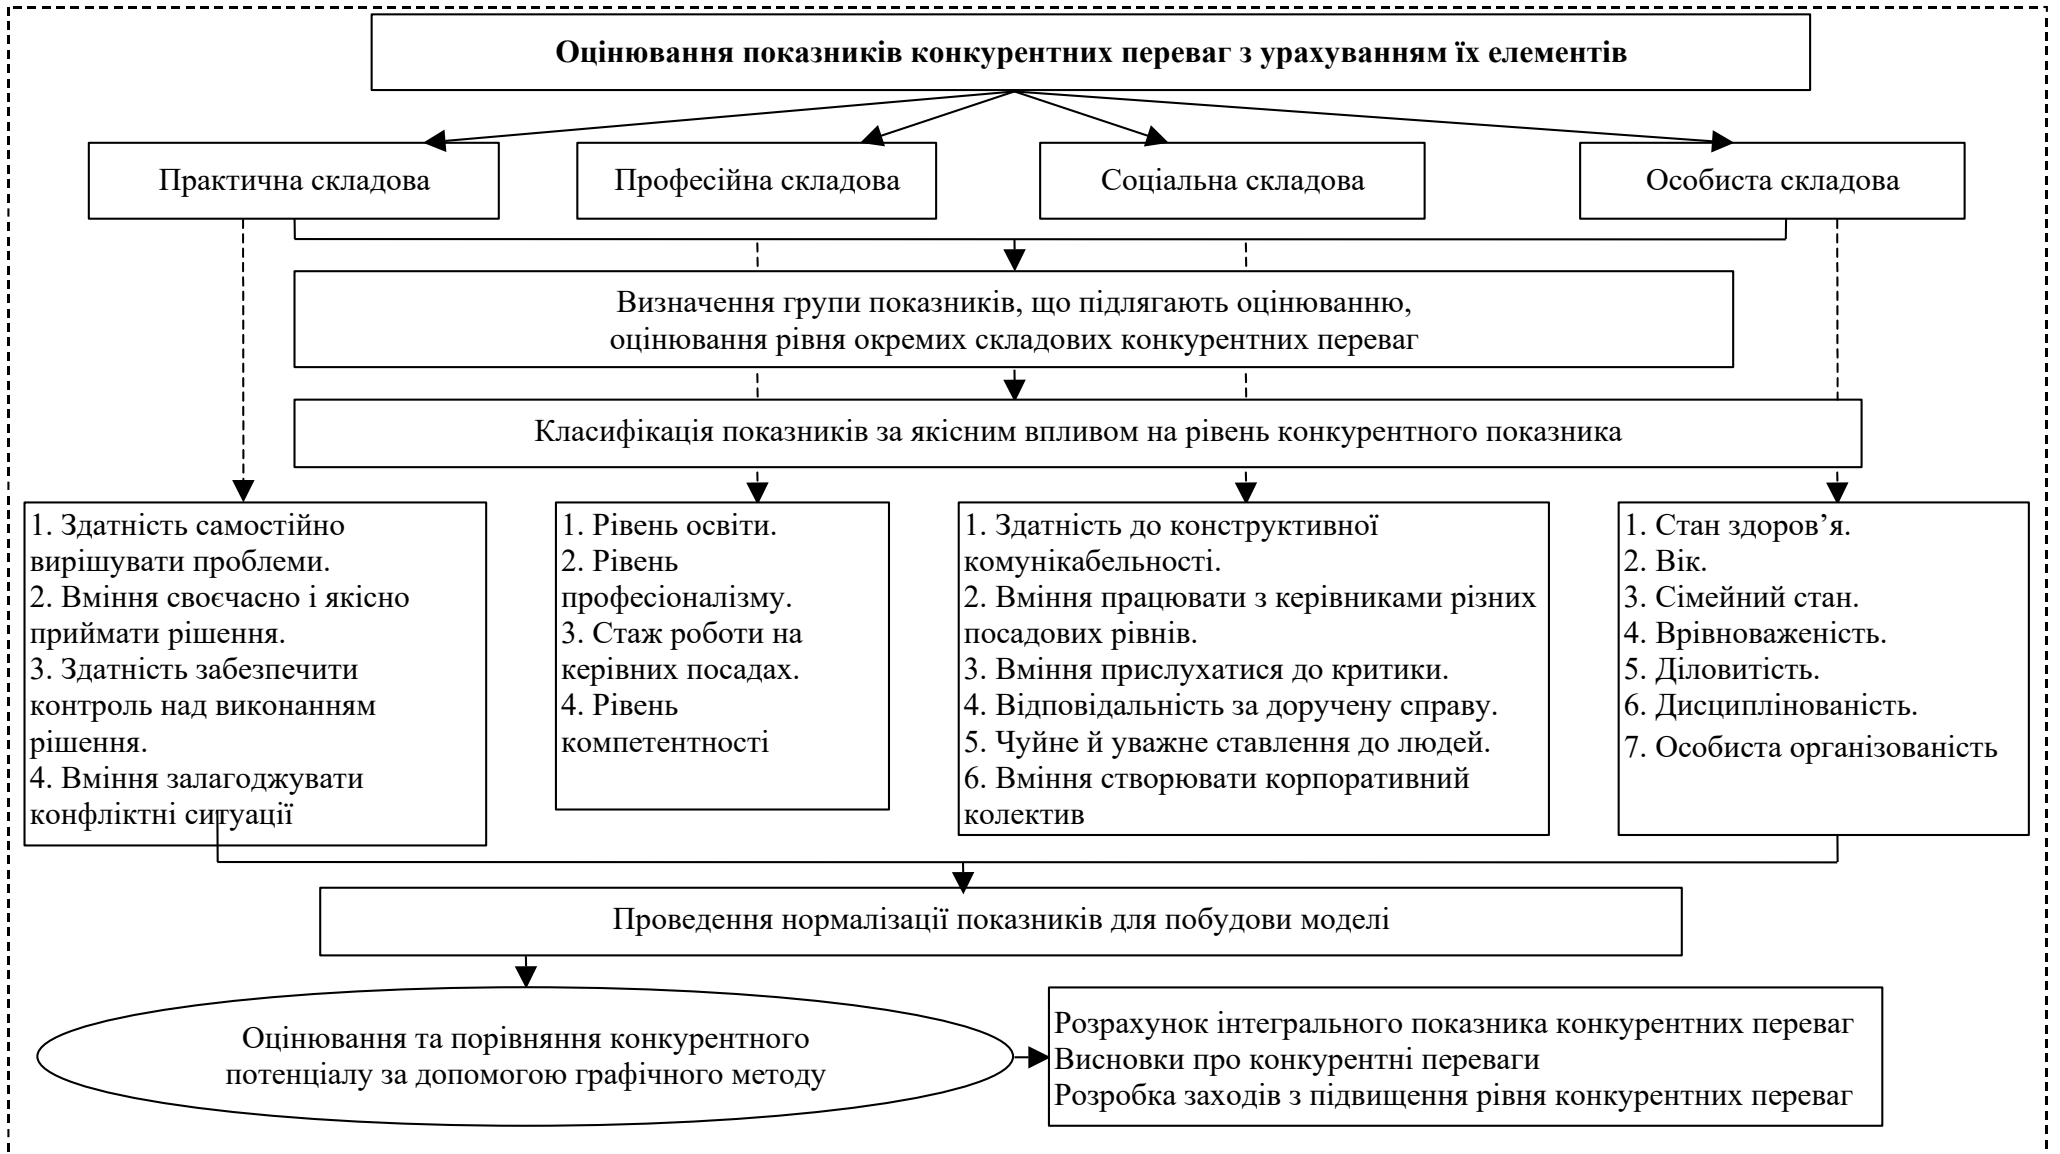 Оцінювання показників конкурентних переваг з урахуванням їх елементів
Практична складова
Професійна складова
Соціальна складова
Особиста складова
Визначення групи показників, що підлягають оцінюванню,
оцінювання рівня окремих складових конкурентних переваг
Класифікація показників за якісним впливом на рівень конкурентного показника
1. Здатність самостійно
вирішувати проблеми.
2. Вміння своєчасно і якісно
приймати рішення.
3. Здатність забезпечити
контроль над виконанням
рішення.
4. Вміння залагоджувати
конфліктні ситуації
1. Рівень освіти.
2. Рівень
професіоналізму.
3. Стаж роботи на
керівних посадах.
4. Рівень
компетентності
1. Здатність до конструктивної
комунікабельності.
2. Вміння працювати з керівниками різних
посадових рівнів.
3. Вміння прислухатися до критики.
4. Відповідальність за доручену справу.
5. Чуйне й уважне ставлення до людей.
6. Вміння створювати корпоративний
колектив
1. Стан здоров’я.
2. Вік.
3. Сімейний стан.
4. Врівноваженість.
5. Діловитість.
6. Дисциплінованість.
7. Особиста організованість
Проведення нормалізації показників для побудови моделі
Оцінювання та порівняння конкурентного
потенціалу за допомогою графічного методу
Розрахунок інтегрального показника конкурентних переваг
Висновки про конкурентні переваги
Розробка заходів з підвищення рівня конкурентних переваг